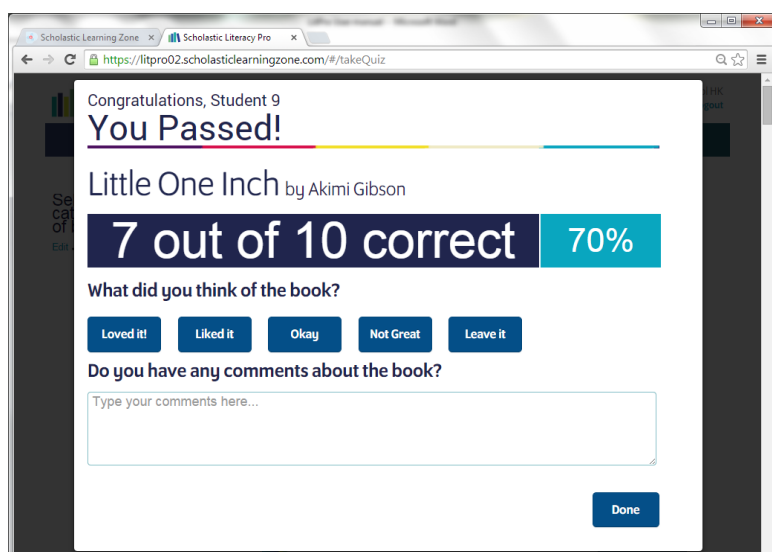 Scholastic Learning Zone × Scholastic Literacy Pro ×
https://litpro02.scholasticlearningzone.com/#/takeQuiz
Congratulations, Student 9
You Passed!
Little One Inch by Akimi Gibson
7 out of 10 correct 70%
What did you think of the book?
Loved it! Liked it Okay Not Great Leave it
Do you have any comments about the book?
Type your comments here...
Done